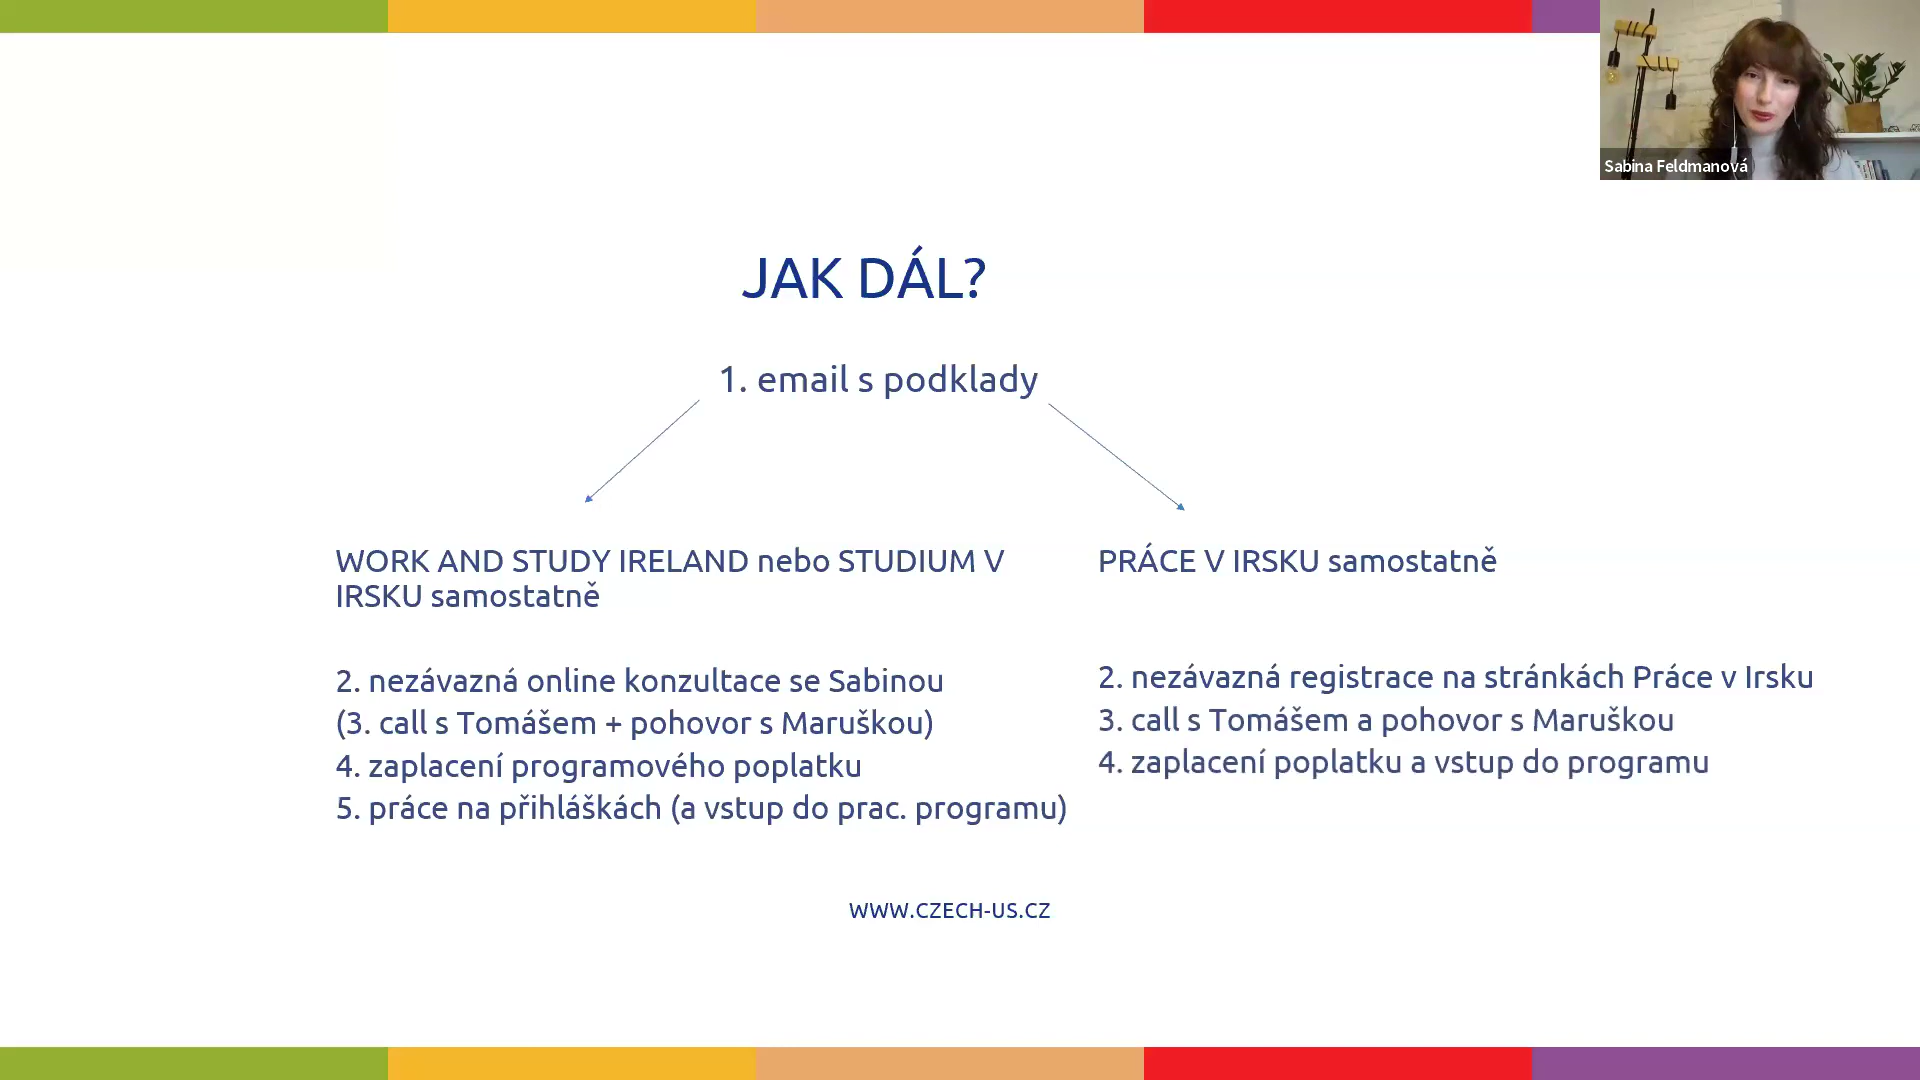 Sabina Feldmanová
JAK DÁL?
1. email s podklady
WORK AND STUDY IRELAND nebo STUDIUM V
IRSKU samostatně
2. nezávazná online konzultace se Sabinou
(3. call s Tomášem + pohovor s Maruškou)
4. zaplacení programového poplatku
5. práce na přihláškách (a vstup do prac. programu)
PRÁCE V IRSKU samostatně
2. nezávazná registrace na stránkách Práce v Irsku
3. call s Tomášem a pohovor s Maruškou
4. zaplacení poplatku a vstup do programu
WWW.CZECH-US.CZ